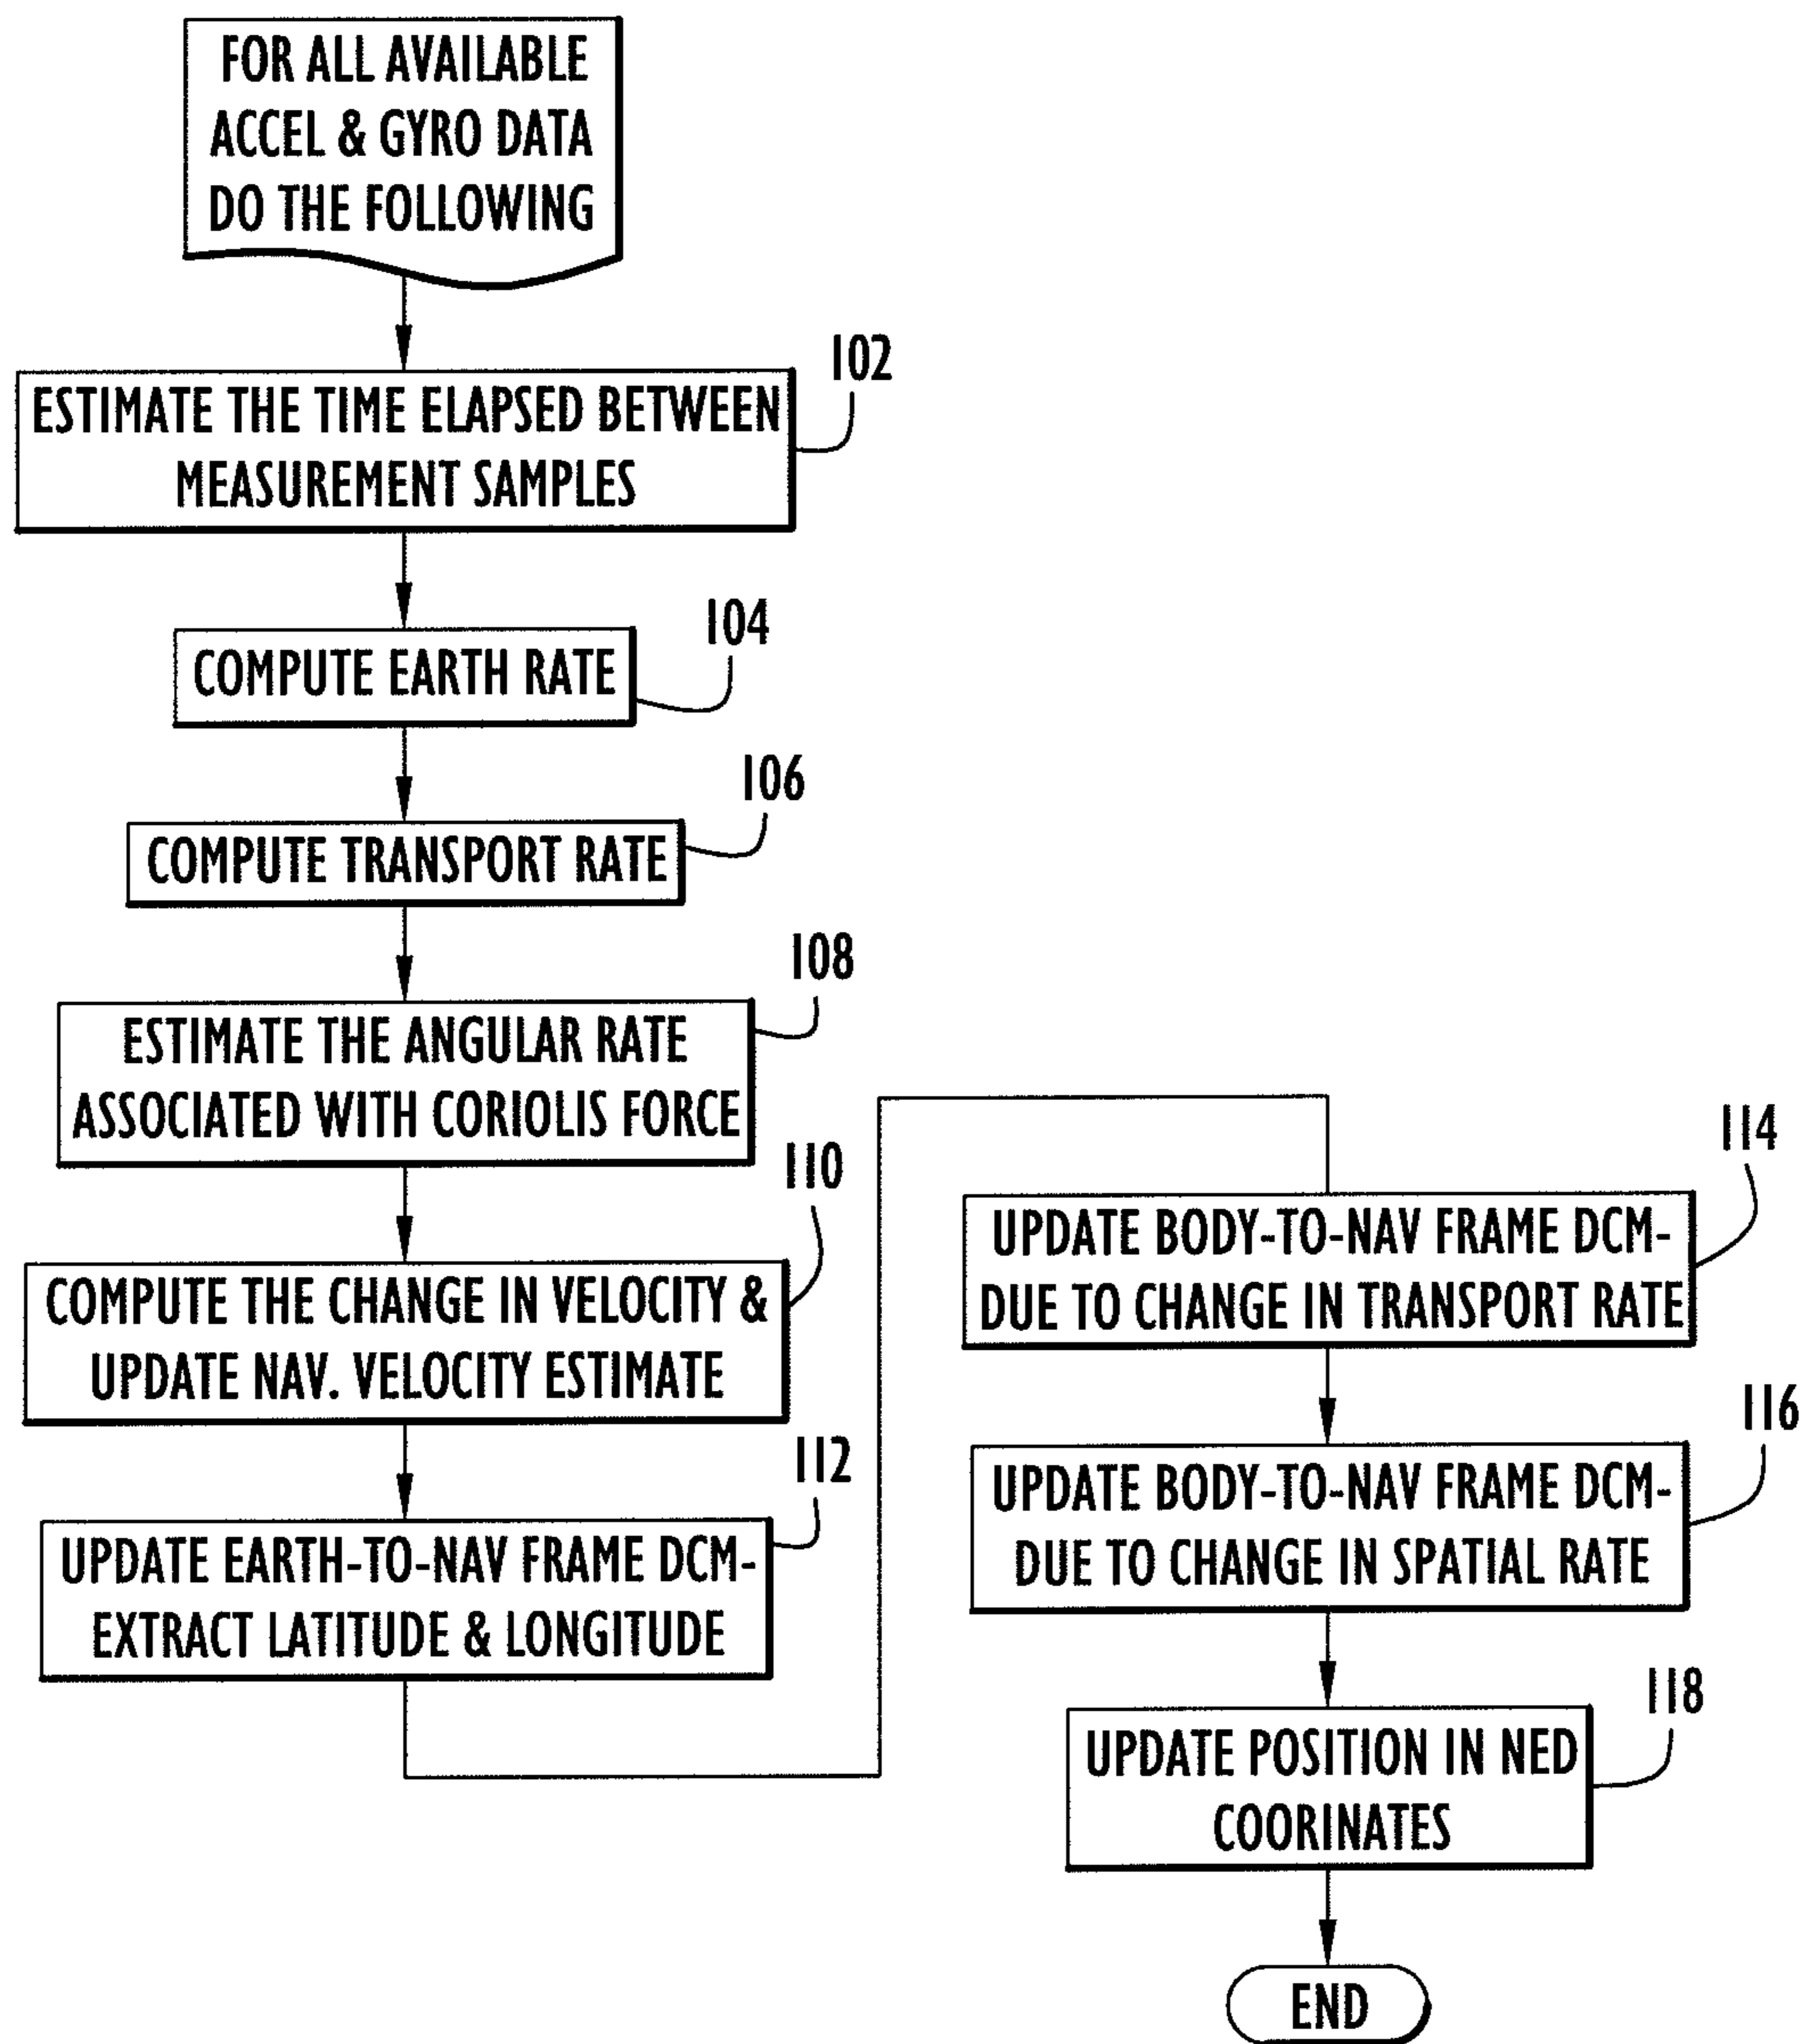 FOR ALL AVAILABLE
ACCEL & GYRO DATA
DO THE FOLLOWING
102
ESTIMATE THE TIME ELAPSED BETWEEN
MEASUREMENT SAMPLES
104
COMPUTE EARTH RATE
106
COMPUTE TRANSPORT RATE
108
ESTIMATE THE ANGULAR RATE
ASSOCIATED WITH CORIOLIS FORCE
110
COMPUTE THE CHANGE IN VELOCITY &
UPDATE NAV. VELOCITY ESTIMATE
112
UPDATE EARTH-TO-NAV FRAME DCM-
EXTRACT LATITUDE & LONGITUDE
114
UPDATE BODY-TO-NAV FRAME DCM-
DUE TO CHANGE IN TRANSPORT RATE
116
UPDATE BODY-TO-NAV FRAME DCM-
DUE TO CHANGE IN SPATIAL RATE
118
UPDATE POSITION IN NED
COORINATES
END